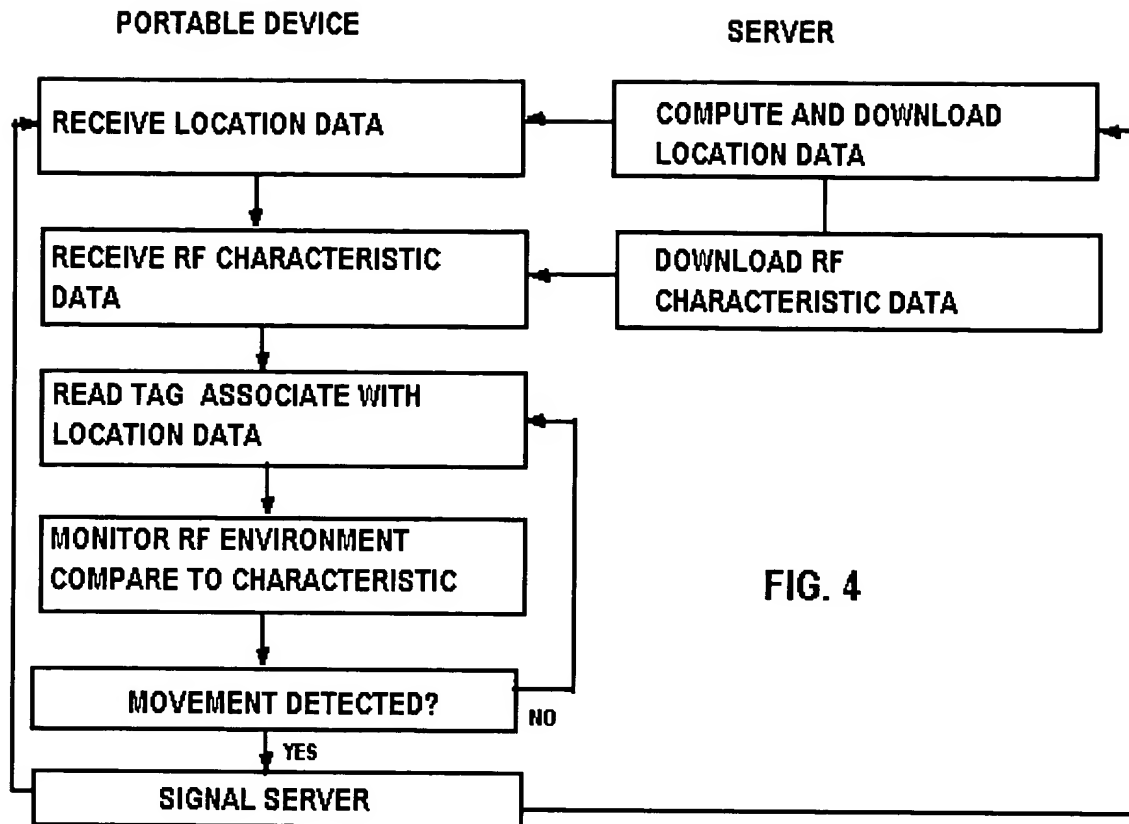 PORTABLE DEVICE
SERVER
RECEIVE LOCATION DATA
COMPUTE AND DOWNLOAD
LOCATION DATA
RECEIVE RF CHARACTERISTIC
DATA
DOWNLOAD RF
CHARACTERISTIC DATA
READ TAG ASSOCIATE WITH
LOCATION DATA
MONITOR RF ENVIRONMENT
COMPARE TO CHARACTERISTIC
FIG. 4
MOVEMENT DETECTED?
NO
YES
SIGNAL SERVER